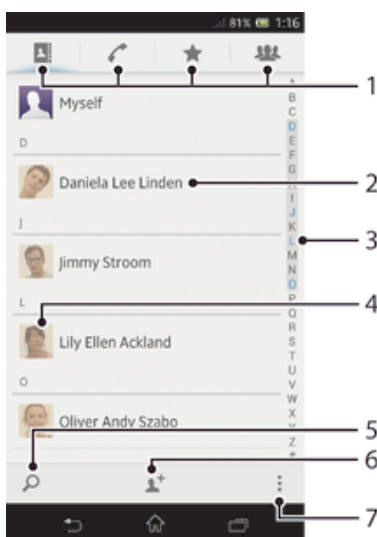 81% 1:16
1
Myself
D
Daniela Lee Linden
2
J
Jimmy Stroom
3
L
4
Lily Ellen Ackland
O
Oliver Andy Szabo
5
6
7
A
B
C
D
E
F
G
I
J
K
L
M
N
O
P
Q
R
S
T
U
V
W
X
Y
Z
#